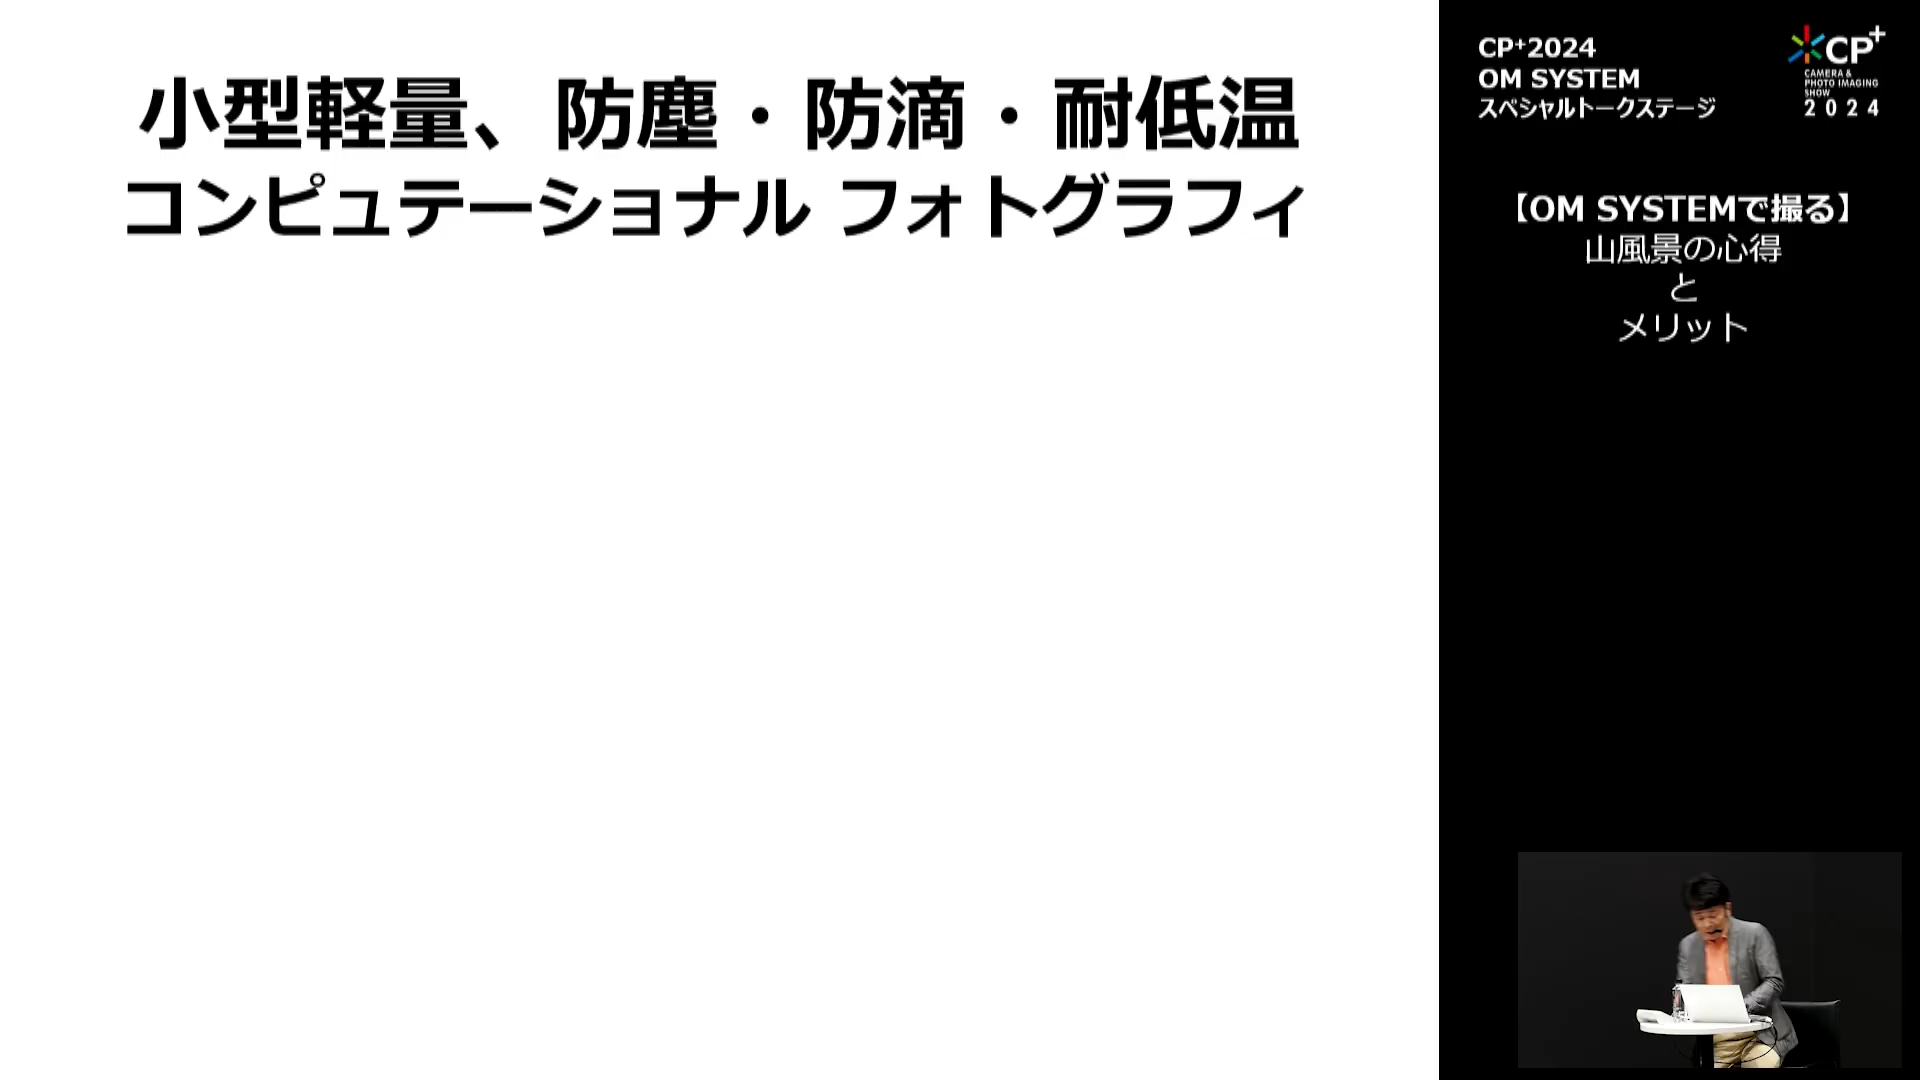 小型軽量、防塵・防滴・耐低温
コンピュテーショナル フォトグラフィ
CP+2024
OM SYSTEM
スペシャルトークステージ
CP+
CAMERA &
PHOTO IMAGING
SHOW
2024
【OM SYSTEMで撮る】
山風景の心得
と
メリット